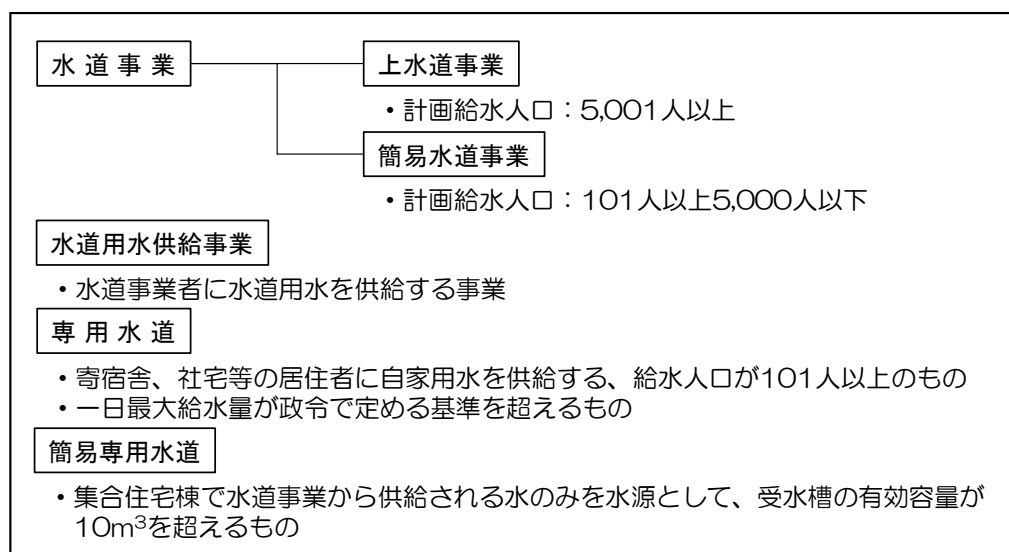 水道事業
上水道事業
・計画給水人口：5,001人以上
簡易水道事業
・計画給水人口：101人以上5,000人以下
水道用水供給事業
・水道事業者に水道用水を供給する事業
専用水道
・寄宿舎、社宅等の居住者に自家用水を供給する、給水人口が101人以上のもの
・一日最大給水量が政令で定める基準を超えるもの
簡易専用水道
・集合住宅棟で水道事業から供給される水のみを水源として、受水槽の有効容量が
10m³を超えるもの